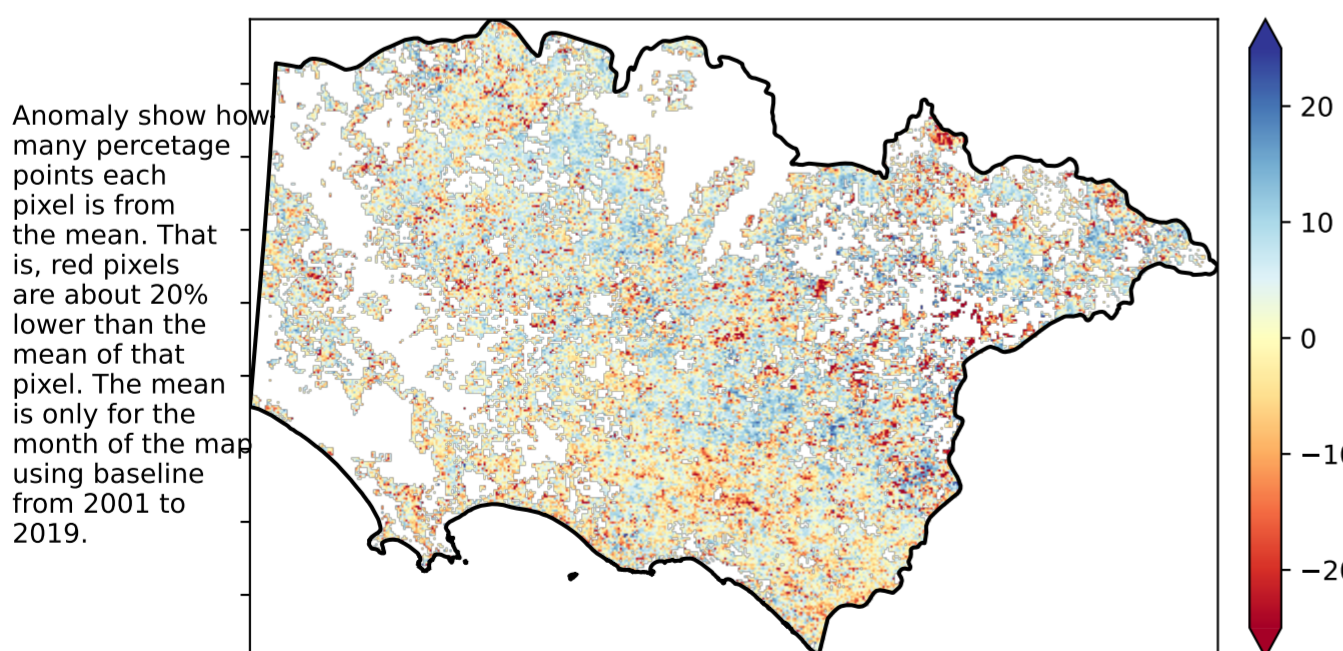 Anomaly show how
many percetage
points each
pixel is from
the mean. That
is, red pixels
are about 20%
lower than the
mean of that
pixel. The mean
is only for the
month of the map
using baseline
from 2001 to
2019.
20
10
0
−10
−20